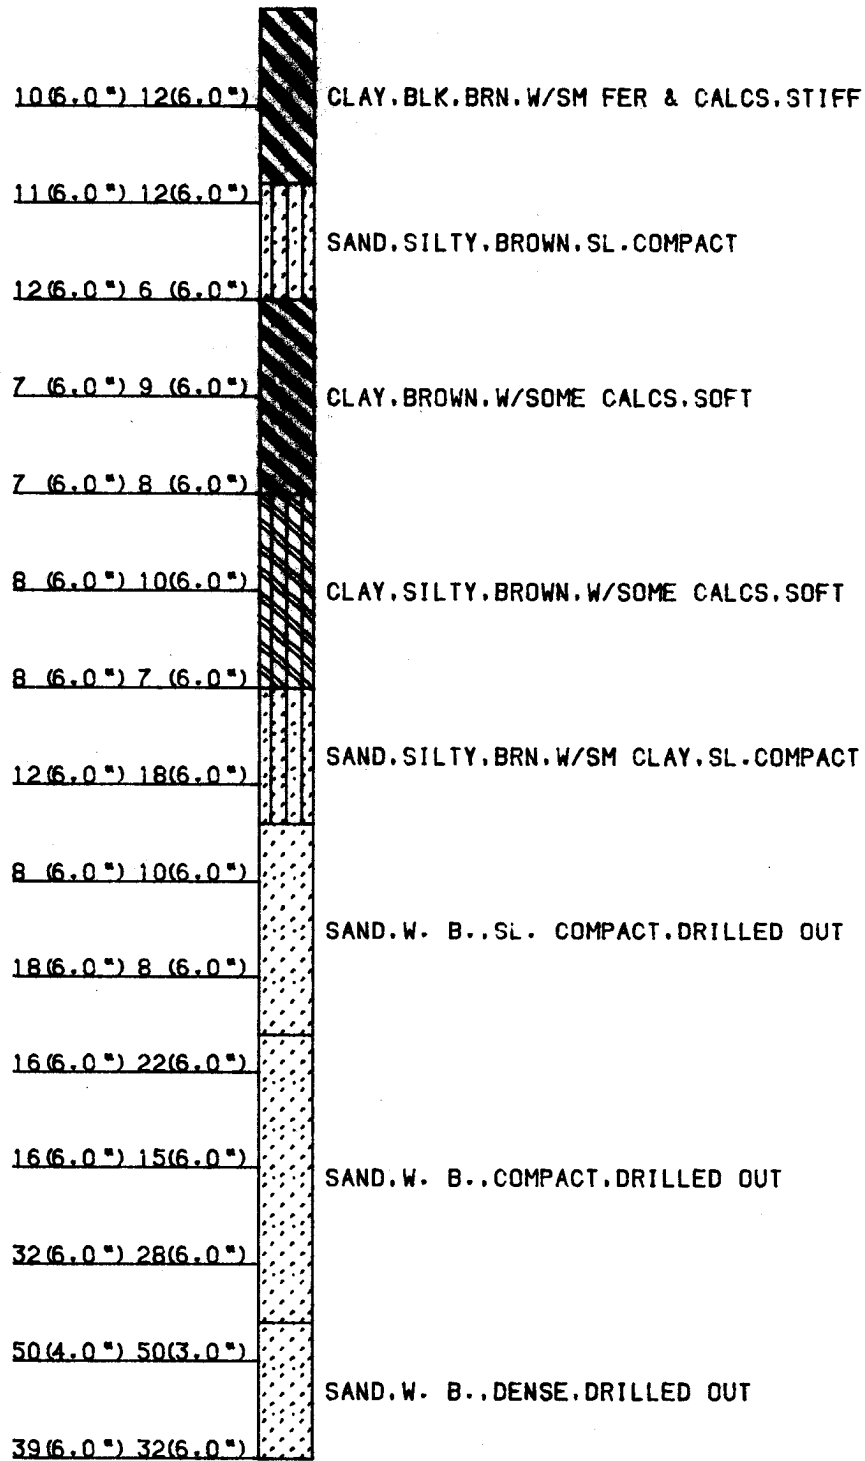 10(6.0") 12(6.0") CLAY.BLK.BRN.W/SM FER & CALCS.STIFF
11(6.0") 12(6.0")
SAND.SILTY.BROWN.SL.COMPACT
12(6.0") 6 (6.0")
7 (6.0") 9 (6.0") CLAY.BROWN.W/SOME CALCS.SOFT
7 (6.0") 8 (6.0")
8 (6.0") 10(6.0") CLAY.SILTY.BROWN.W/SOME CALCS.SOFT
8 (6.0") 7 (6.0")
SAND.SILTY.BRN.W/SM CLAY.SL.COMPACT
12(6.0") 18(6.0")
8 (6.0") 10(6.0")
SAND.W. B..SL. COMPACT.DRILLED OUT
18(6.0") 8 (6.0")
16(6.0") 22(6.0")
16(6.0") 15(6.0")
SAND.W. B..COMPACT.DRILLED OUT
32(6.0") 28(6.0")
50(4.0") 50(3.0")
SAND.W. B..DENSE.DRILLED OUT
39(6.0") 32(6.0")